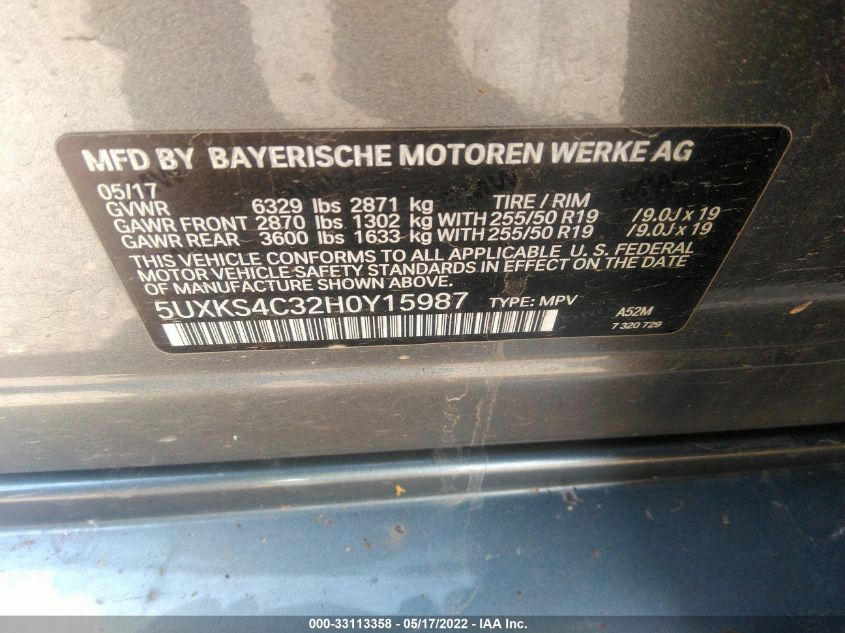 MFD BY BAYERISCHE MOTOREN WERKE AG
05/17
GVWR 6329 lbs 2871 kg TIRE / RIM
GAWR FRONT 2870 lbs 1302 kg WITH 255/50 R19 /9.0J x 19
GAWR REAR 3600 lbs 1633 kg WITH 255/50 R19 /9.0J x 19
THIS VEHICLE CONFORMS TO ALL APPLICABLE U. S. FEDERAL
MOTOR VEHICLE SAFETY STANDARDS IN EFFECT ON THE DATE
OF MANUFACTURE SHOWN ABOVE.
5UXKS4C32H0Y15987 TYPE: MPV
A52M
7 320 729
000-33113358 - 05/17/2022 - IAA Inc.